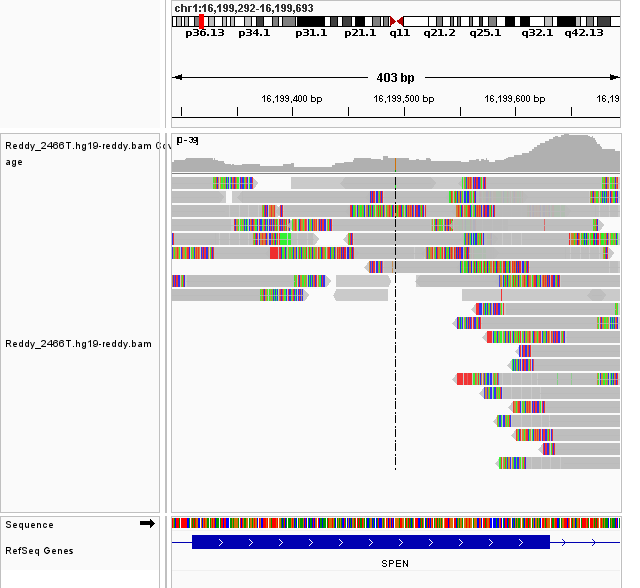 chr1:16,199,292-16,199,693
p36.13 p34.1 p31.1 p21.1 q11 q21.2 q25.1 q32.1 q42.13
403 bp
16,199,400 bp 16,199,500 bp 16,199,600 bp 16,19
Reddy_2466T.hg19-reddy.bam Cov
age
[0-39]
Reddy_2466T.hg19-reddy.bam
Sequence
RefSeq Genes
SPEN